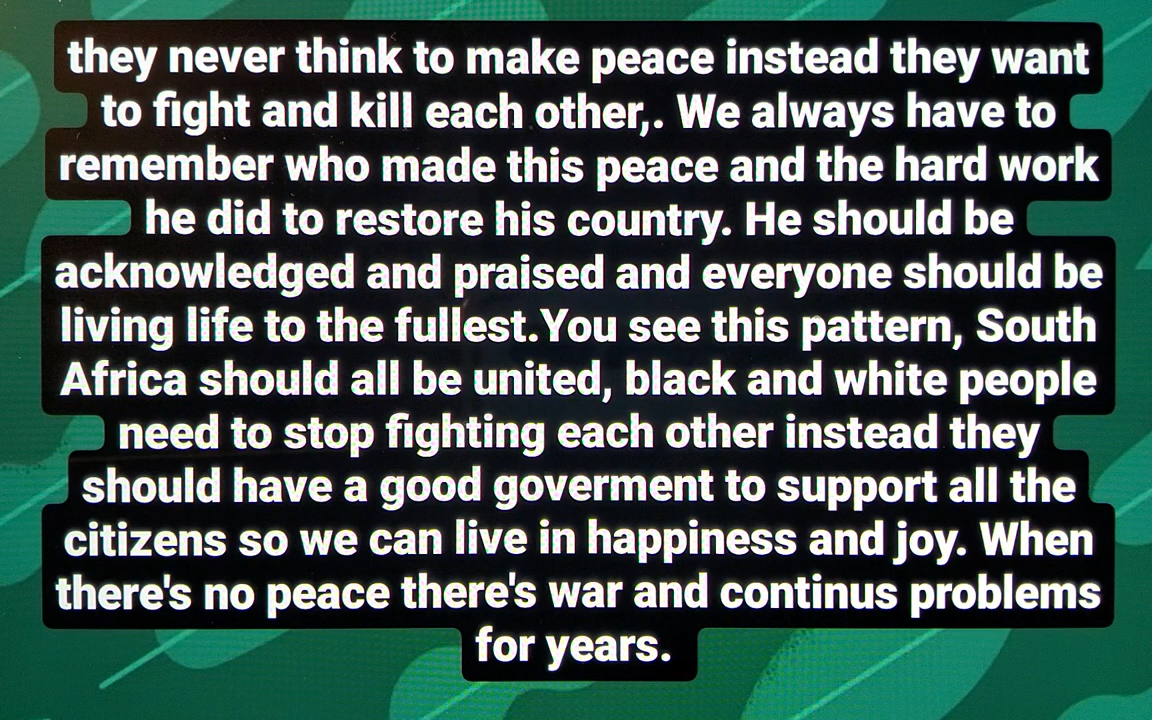 they never think to make peace instead they want
to fight and kill each other,. We always have to
remember who made this peace and the hard work
he did to restore his country. He should be
acknowledged and praised and everyone should be
living life to the fullest.You see this pattern, South
Africa should all be united, black and white people
need to stop fighting each other instead they
should have a good goverment to support all the
citizens so we can live in happiness and joy. When
there's no peace there's war and continus problems
for years.